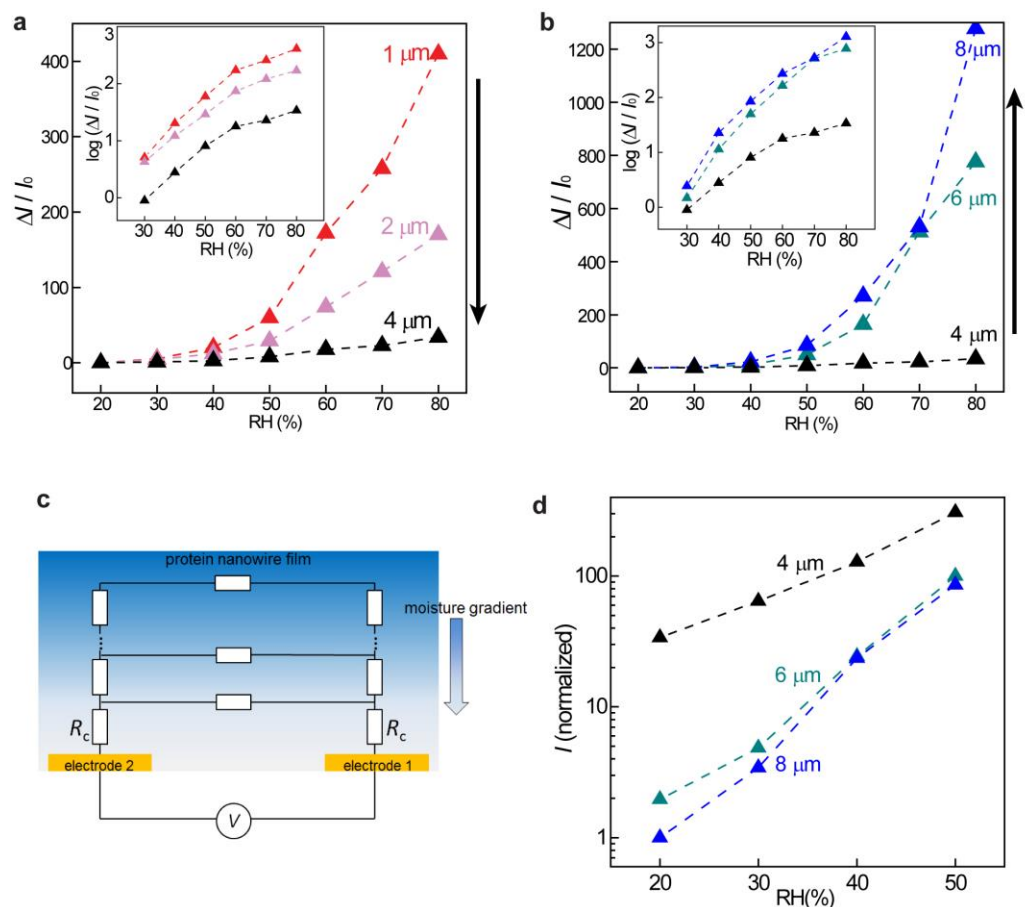 a
ΔI / I₀
400
300
200
100
0
20
30
40
50
60
70
80
RH (%)
1 μm
2 μm
4 μm
log (ΔI / I₀)
3
2
1
0
30
40
50
60
70
80
RH (%)
b
ΔI / I₀
1200
1000
800
600
400
200
0
20
30
40
50
60
70
80
RH (%)
8 μm
6 μm
4 μm
log (ΔI / I₀)
3
2
1
0
30
40
50
60
70
80
RH (%)
c
protein nanowire film
moisture gradient
Rc
Rc
electrode 2
electrode 1
V
d
I (normalized)
100
10
1
20
30
40
50
RH(%)
4 μm
6 μm
8 μm